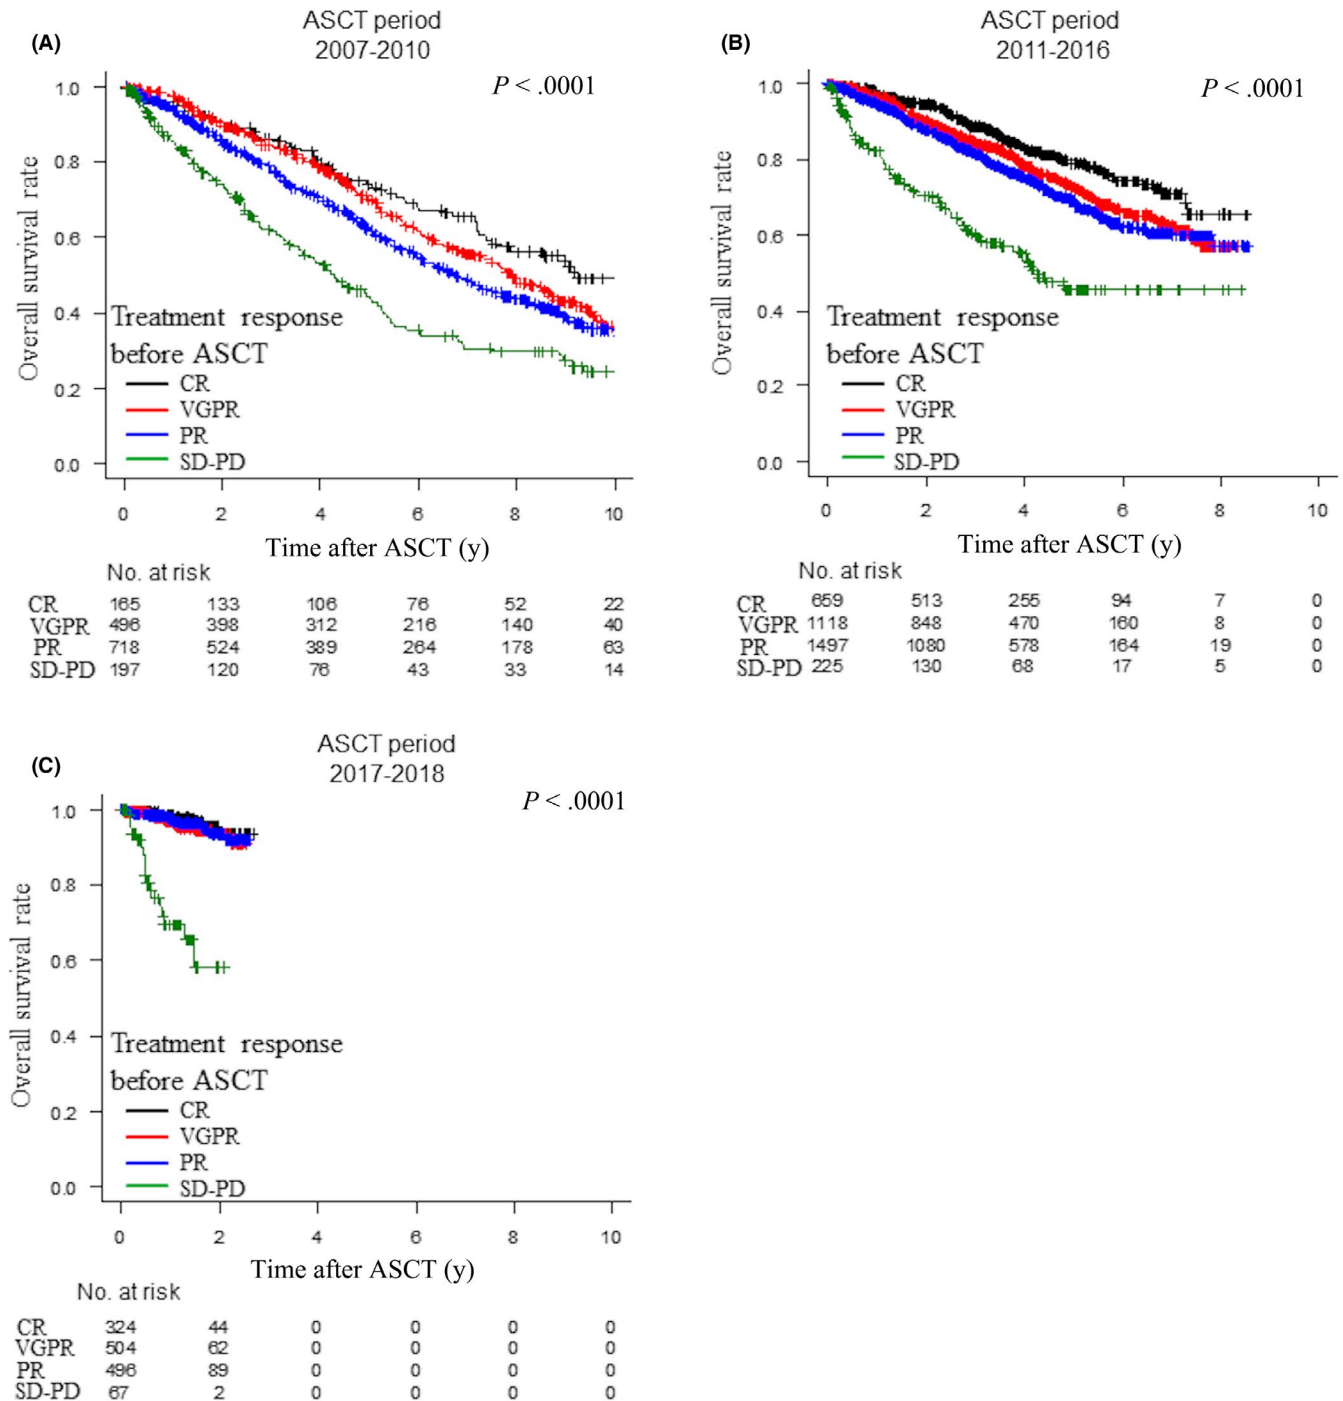 (A)
ASCT period
2007-2010
P < .0001
Overall survival rate
1.0
0.8
0.6
0.4
0.2
0.0
Treatment response
before ASCT
CR
VGPR
PR
SD-PD
0 2 4 6 8 10
Time after ASCT (y)
No. at risk
CR 165 133 106 76 52 22
VGPR 496 398 312 216 140 40
PR 718 524 389 264 178 63
SD-PD 197 120 76 43 33 14
(B)
ASCT period
2011-2016
P < .0001
Overall survival rate
1.0
0.8
0.6
0.4
0.2
0.0
Treatment response
before ASCT
CR
VGPR
PR
SD-PD
0 2 4 6 8 10
Time after ASCT (y)
No. at risk
CR 659 513 255 94 7 0
VGPR 1118 848 470 160 8 0
PR 1497 1080 578 164 19 0
SD-PD 225 130 68 17 5 0
(C)
ASCT period
2017-2018
P < .0001
Overall survival rate
1.0
0.8
0.6
0.4
0.2
0.0
Treatment response
before ASCT
CR
VGPR
PR
SD-PD
0 2 4 6 8 10
Time after ASCT (y)
No. at risk
CR 324 44 0 0 0 0
VGPR 504 62 0 0 0 0
PR 496 89 0 0 0 0
SD-PD 67 2 0 0 0 0